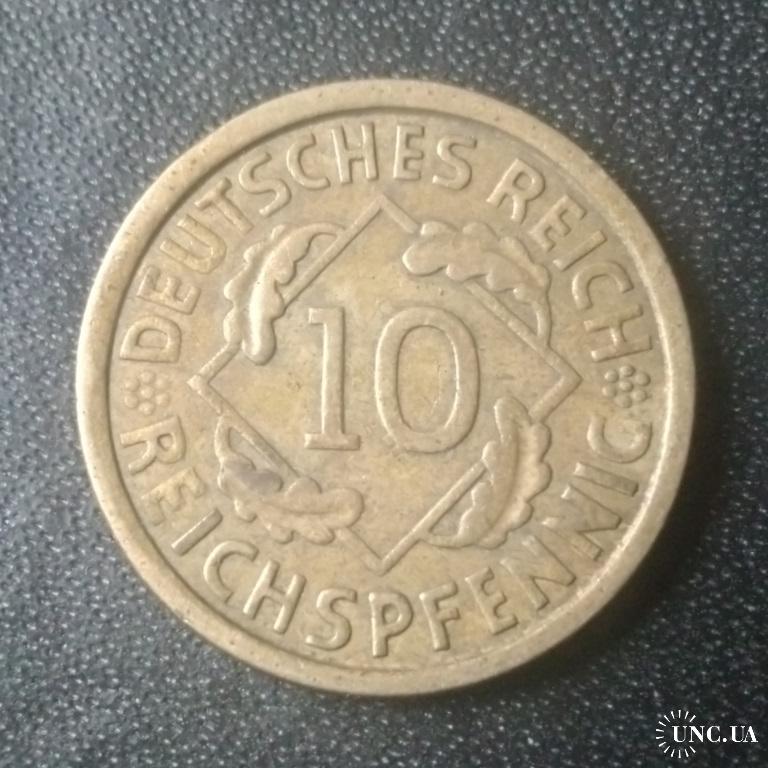 DEUTSCHES REICH
10
REICHSPFENNIG
UNC.UA